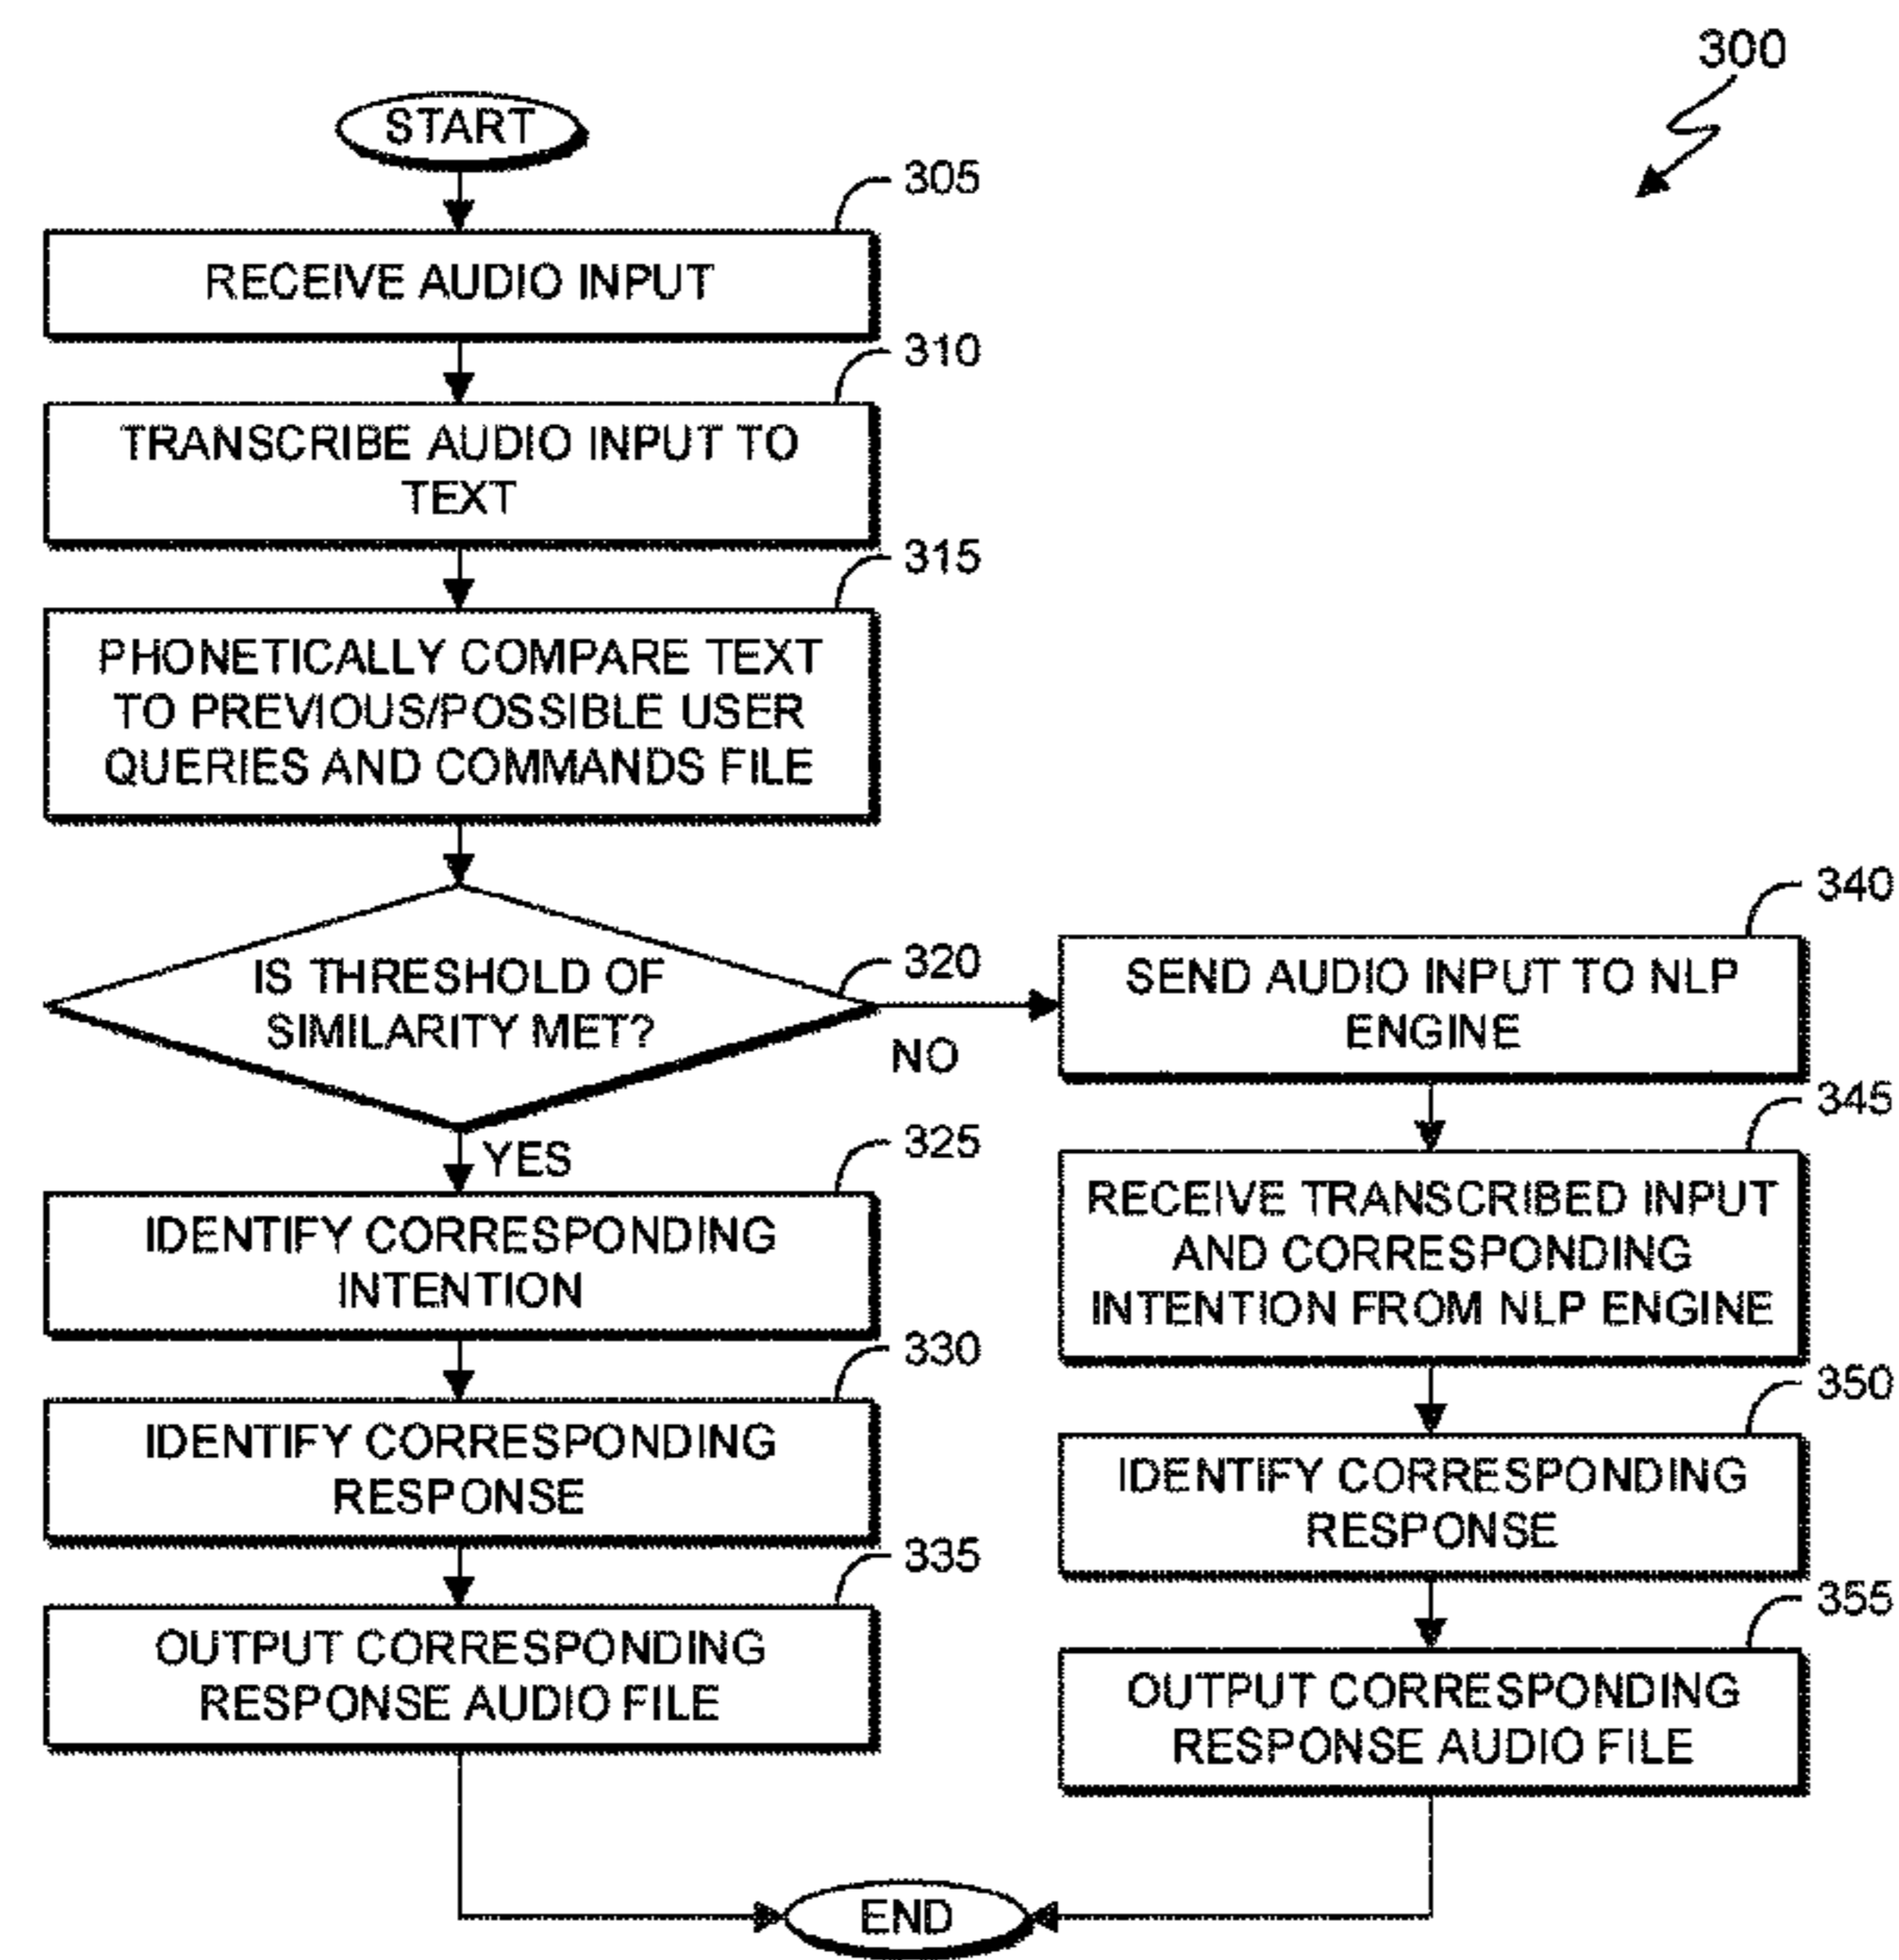 300
START
305
RECEIVE AUDIO INPUT
310
TRANSCRIBE AUDIO INPUT TO
TEXT
315
PHONETICALLY COMPARE TEXT
TO PREVIOUS/POSSIBLE USER
QUERIES AND COMMANDS FILE
320
IS THRESHOLD OF
SIMILARITY MET?
NO
YES
325
IDENTIFY CORRESPONDING
INTENTION
330
IDENTIFY CORRESPONDING
RESPONSE
335
OUTPUT CORRESPONDING
RESPONSE AUDIO FILE
340
SEND AUDIO INPUT TO NLP
ENGINE
345
RECEIVE TRANSCRIBED INPUT
AND CORRESPONDING
INTENTION FROM NLP ENGINE
350
IDENTIFY CORRESPONDING
RESPONSE
355
OUTPUT CORRESPONDING
RESPONSE AUDIO FILE
END